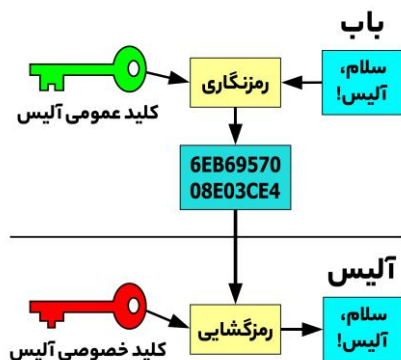 باب
سلام،
آلیس!
رمزنگاری
کلید عمومی آلیس
6EB69570
08E03CE4
آلیس
سلام،
آلیس!
رمزگشایی
کلید خصوصی آلیس